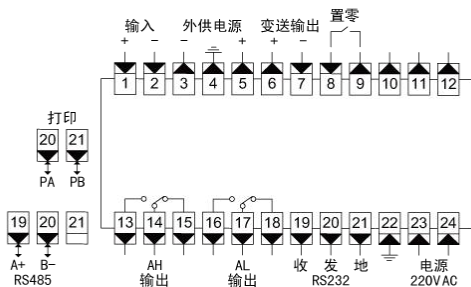 置零
输入 外供电源 变送输出
+ - - + + -
1 2 3 4 5 6 7 8 9 10 11 12
打印
20 21
PA PB
19 20 21 13 14 15 16 17 18 19 20 21 22 23 24
A+ B- AH AL 收 发 地 电源
RS485 输出 输出 RS232 220VAC